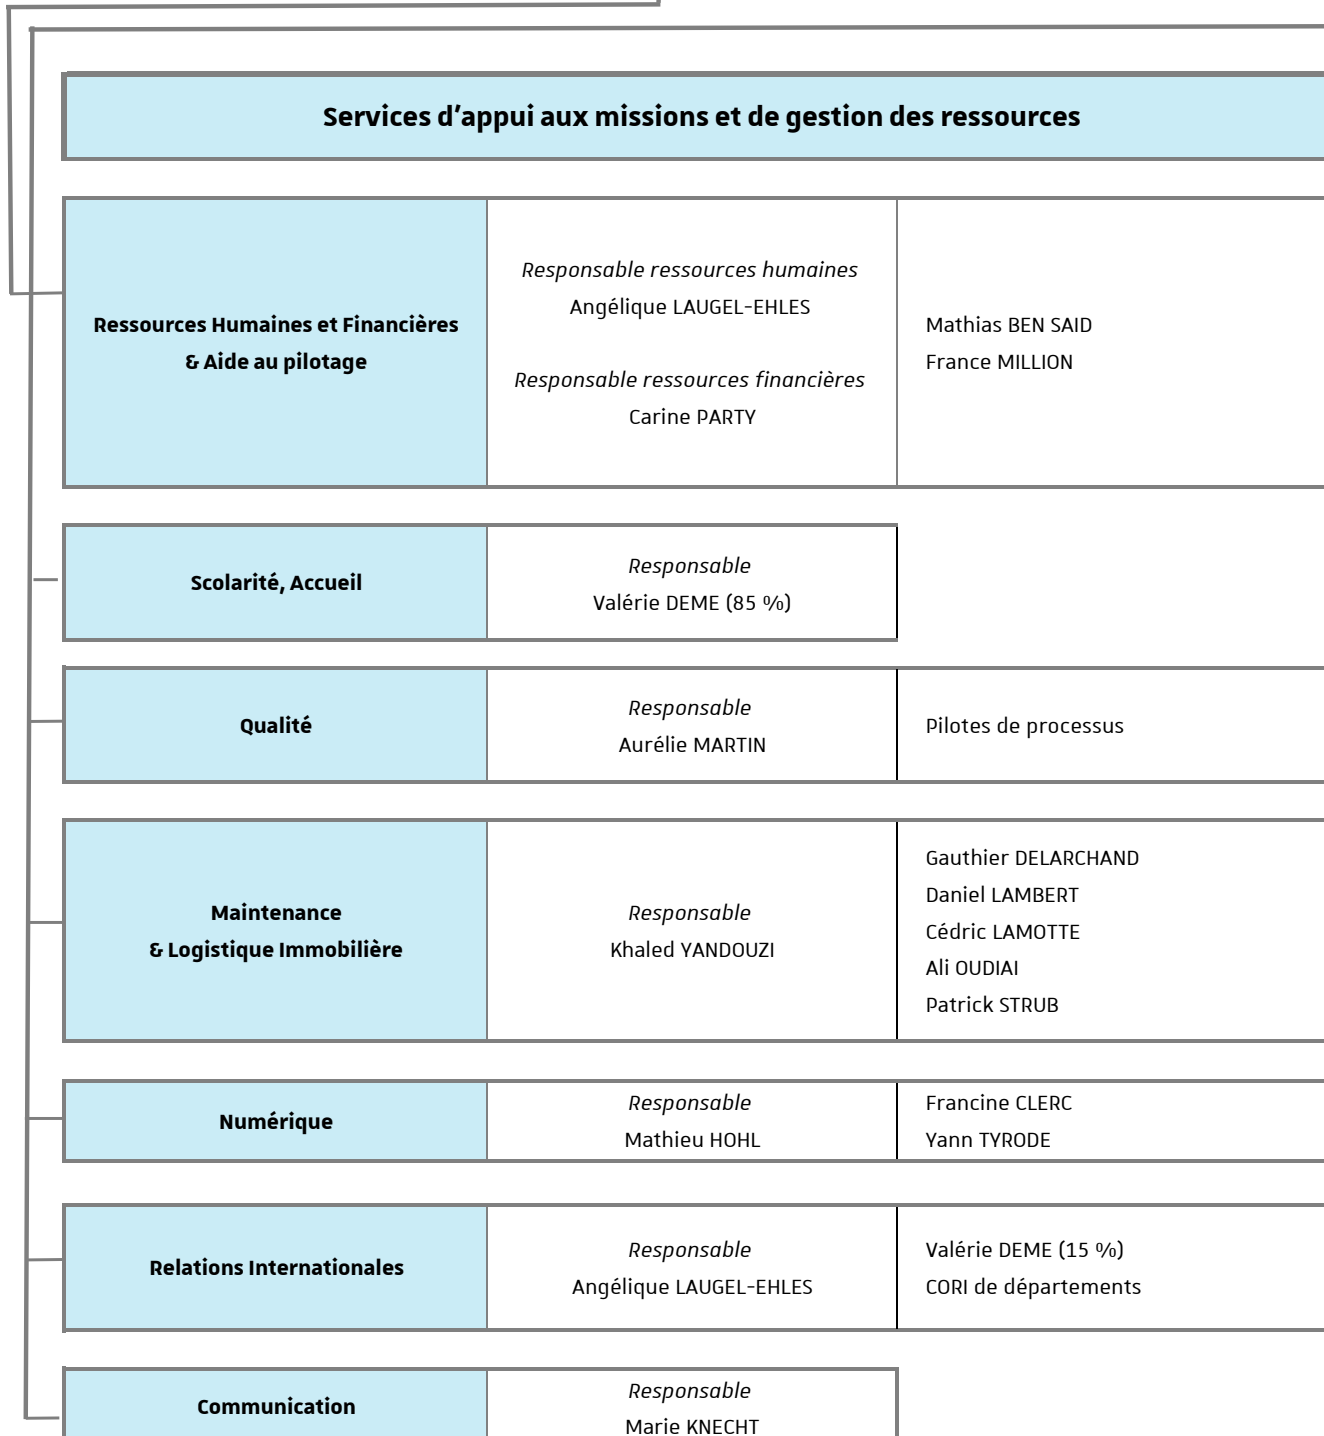 Services d'appui aux missions et de gestion des ressources
Ressources Humaines et Financières
& Aide au pilotage
Responsable ressources humaines
Angélique LAUGEL-EHLES
Responsable ressources financières
Carine PARTY
Mathias BEN SAID
France MILLION
Scolarité, Accueil
Responsable
Valérie DEME (85 %)
Qualité
Responsable
Aurélie MARTIN
Pilotes de processus
Maintenance
& Logistique Immobilière
Responsable
Khaled YANDOUZI
Gauthier DELARCHAND
Daniel LAMBERT
Cédric LAMOTTE
Ali OUDIAI
Patrick STRUB
Numérique
Responsable
Mathieu HOHL
Francine CLERC
Yann TYRODE
Relations Internationales
Responsable
Angélique LAUGEL-EHLES
Valérie DEME (15 %)
CORI de départements
Communication
Responsable
Marie KNECHT